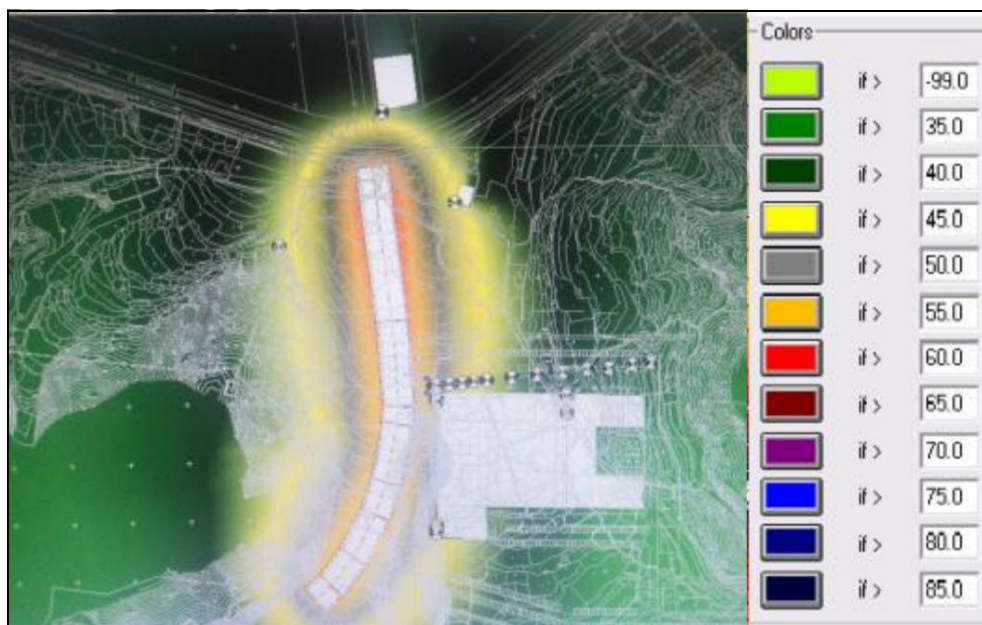 Colors
if > -99.0
if > 35.0
if > 40.0
if > 45.0
if > 50.0
if > 55.0
if > 60.0
if > 65.0
if > 70.0
if > 75.0
if > 80.0
if > 85.0